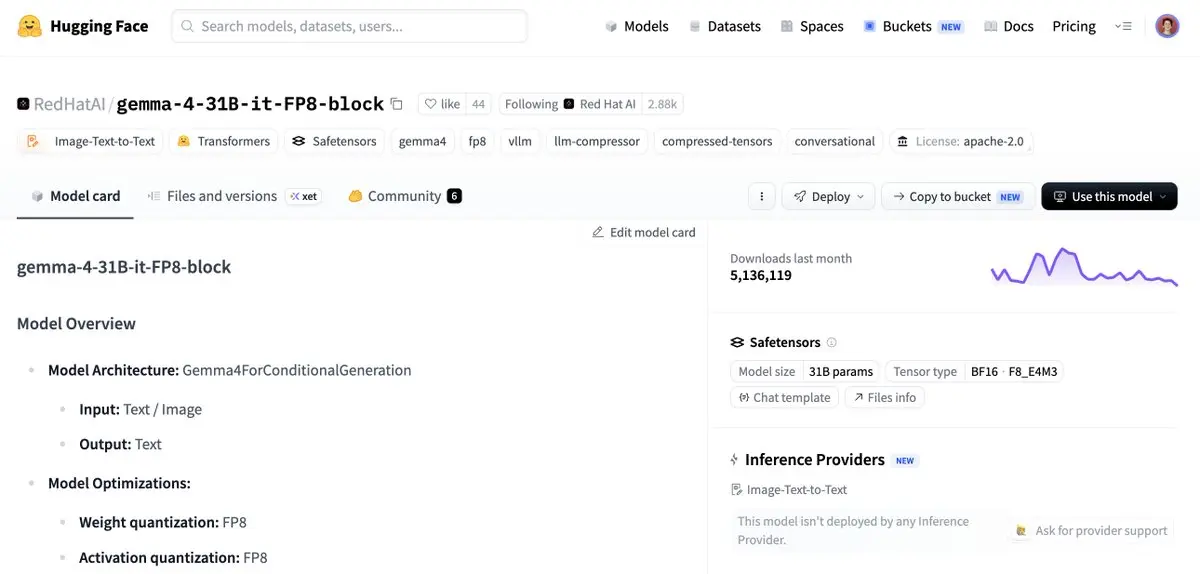 Hugging Face
Search models, datasets, users...
Models
Datasets
Spaces
Buckets NEW
Docs
Pricing
RedHatAI/gemma-4-31B-it-FP8-block
like 44
Following Red Hat AI 2.88k
Image-Text-to-Text
Transformers
Safetensors
gemma4
fp8
vllm
llm-compressor
compressed-tensors
conversational
License: apache-2.0
Model card
Files and versions
xet
Community 6
Deploy
Copy to bucket NEW
Use this model
Edit model card
gemma-4-31B-it-FP8-block
Model Overview
Model Architecture: Gemma4ForConditionalGeneration
Input: Text / Image
Output: Text
Model Optimizations:
Weight quantization: FP8
Activation quantization: FP8
Downloads last month
5,136,119
Safetensors
Model size 31B params
Tensor type BF16 · F8_E4M3
Chat template
Files info
Inference Providers NEW
Image-Text-to-Text
This model isn't deployed by any Inference
Provider.
Ask for provider support